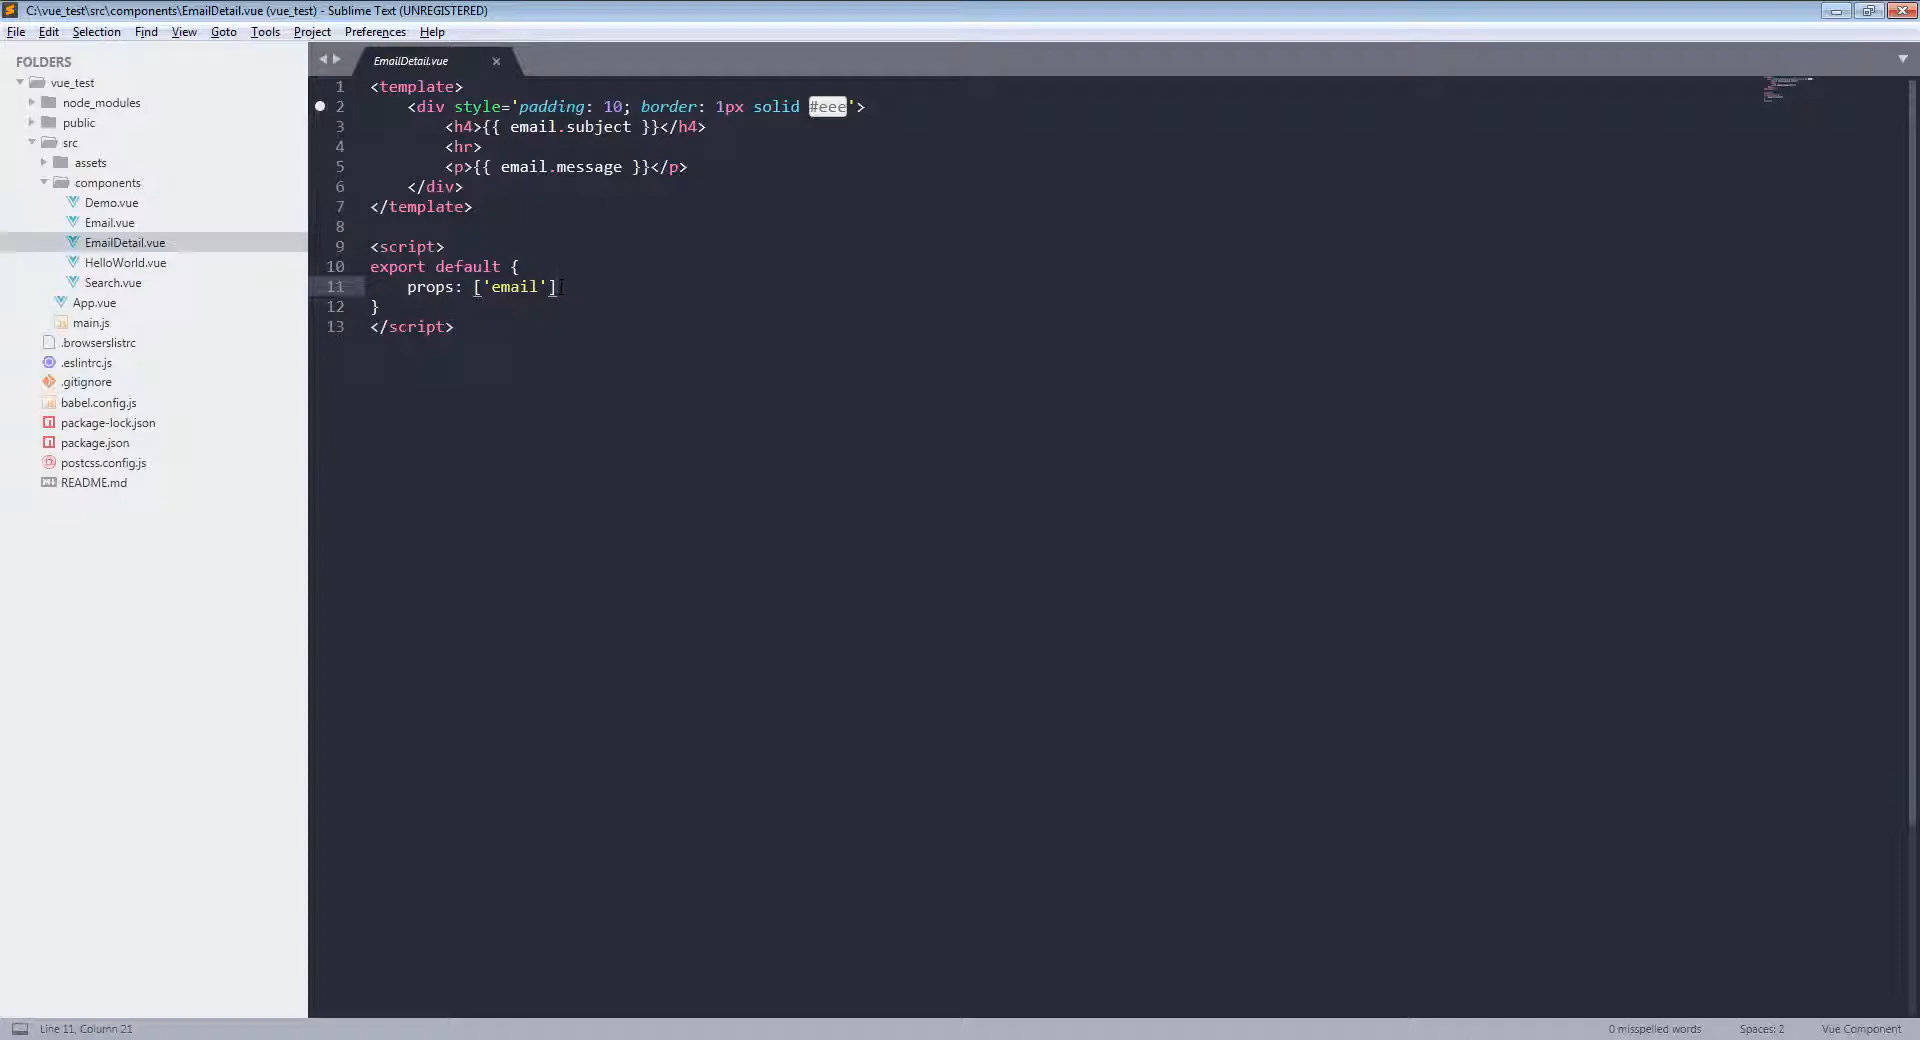 C:\vue_test\src\components\EmailDetail.vue (vue_test) - Sublime Text (UNREGISTERED)
File Edit Selection Find View Goto Tools Project Preferences Help
FOLDERS
vue_test
node_modules
public
src
assets
components
Demo.vue
Email.vue
EmailDetail.vue
HelloWorld.vue
Search.vue
App.vue
main.js
.browserslistrc
.eslintrc.js
.gitignore
babel.config.js
package-lock.json
package.json
postcss.config.js
README.md
EmailDetail.vue
1 <template>
2 <div style='padding: 10; border: 1px solid #eee'>
3 <h4>{{ email.subject }}</h4>
4 <hr>
5 <p>{{ email.message }}</p>
6 </div>
7 </template>
8
9 <script>
10 export default {
11 props: ['email']
12 }
13 </script>
Line 11, Column 21
0 misspelled words Spaces: 2 Vue Component